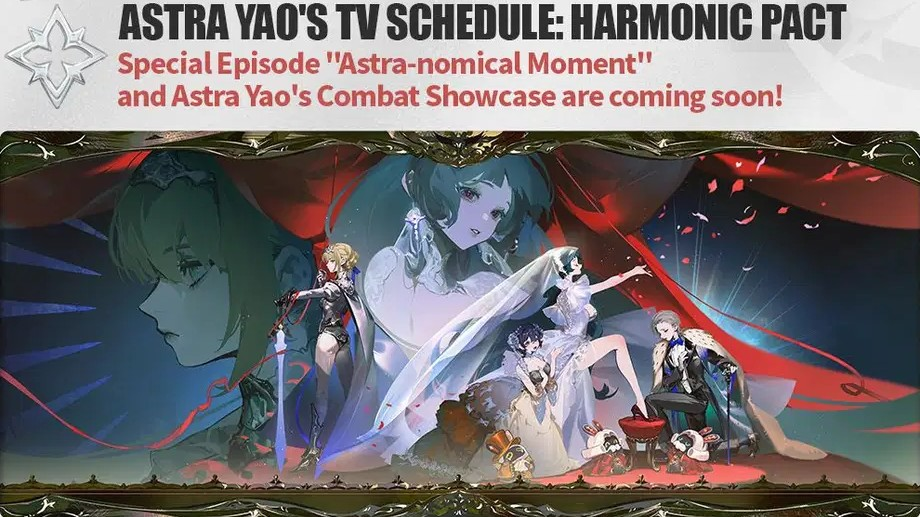 ASTRA YAO'S TV SCHEDULE: HARMONIC PACT
Special Episode "Astra-nomical Moment"
and Astra Yao's Combat Showcase are coming soon!